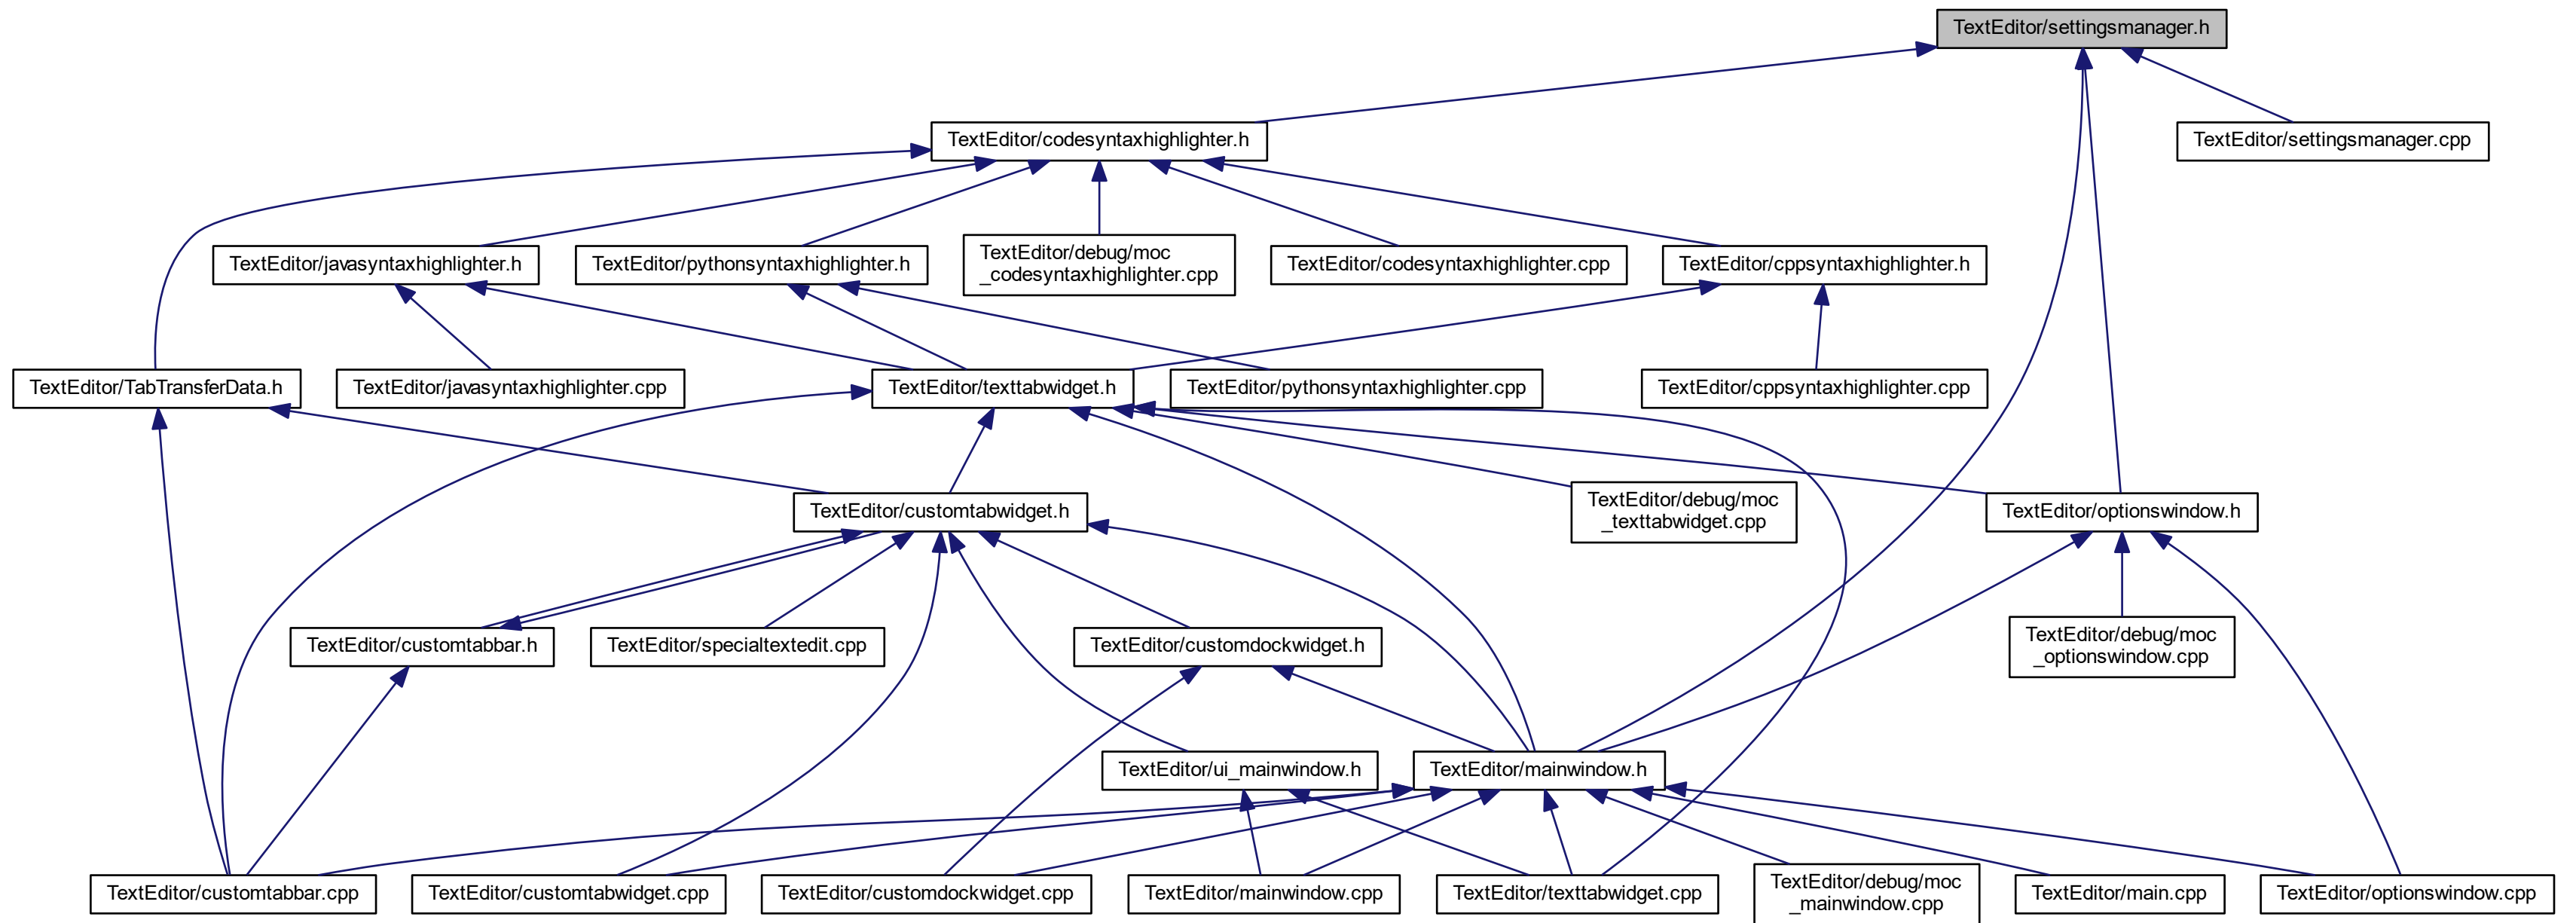 TextEditor/settingsmanager.h
TextEditor/codesyntaxhighlighter.h
TextEditor/settingsmanager.cpp
TextEditor/javasyntaxhighlighter.h
TextEditor/pythonsyntaxhighlighter.h
TextEditor/debug/moc
_codesyntaxhighlighter.cpp
TextEditor/codesyntaxhighlighter.cpp
TextEditor/cppsyntaxhighlighter.h
TextEditor/TabTransferData.h
TextEditor/javasyntaxhighlighter.cpp
TextEditor/texttabwidget.h
TextEditor/pythonsyntaxhighlighter.cpp
TextEditor/cppsyntaxhighlighter.cpp
TextEditor/customtabwidget.h
TextEditor/debug/moc
_texttabwidget.cpp
TextEditor/optionswindow.h
TextEditor/customtabbar.h
TextEditor/specialtextedit.cpp
TextEditor/customdockwidget.h
TextEditor/debug/moc
_optionswindow.cpp
TextEditor/ui_mainwindow.h
TextEditor/mainwindow.h
TextEditor/customtabbar.cpp
TextEditor/customtabwidget.cpp
TextEditor/customdockwidget.cpp
TextEditor/mainwindow.cpp
TextEditor/texttabwidget.cpp
TextEditor/debug/moc
_mainwindow.cpp
TextEditor/main.cpp
TextEditor/optionswindow.cpp